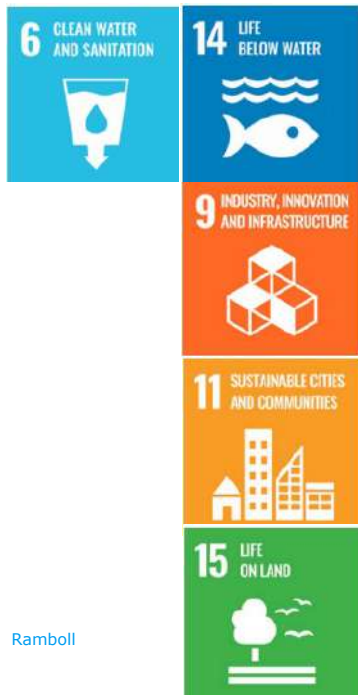 6 CLEAN WATER
AND SANITATION
14 LIFE
BELOW WATER
9 INDUSTRY, INNOVATION
AND INFRASTRUCTURE
11 SUSTAINABLE CITIES
AND COMMUNITIES
15 LIFE
ON LAND
Ramboll